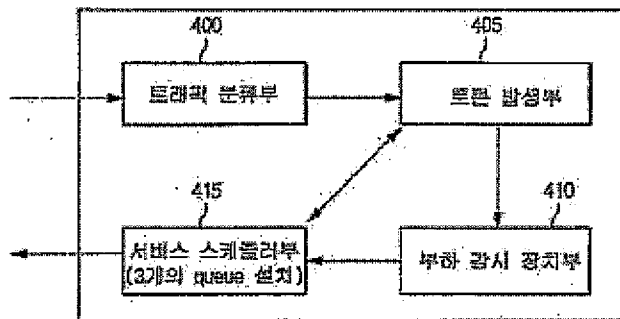 400
트래픽 분류부
405
토큰 발생부
415
서비스 스케줄러부
(3개의 queue 설치)
410
부하 감시 장치부